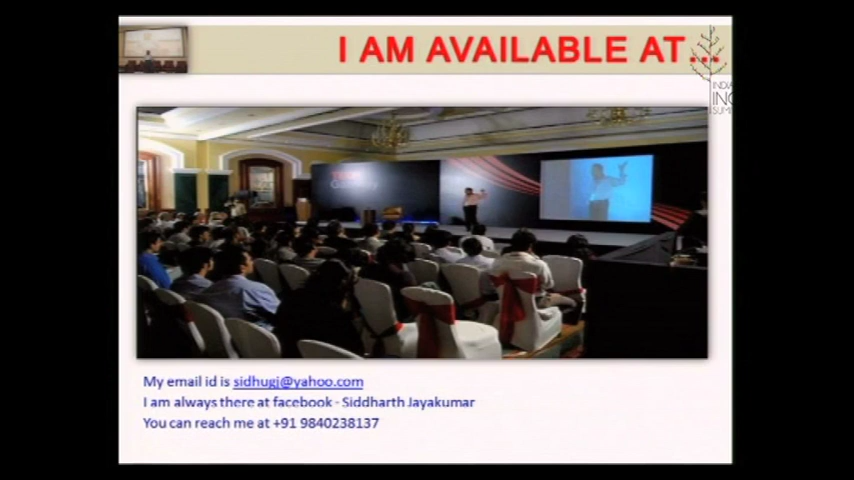 I AM AVAILABLE AT...
My email id is sidhugj@yahoo.com
I am always there at facebook - Siddharth Jayakumar
You can reach me at +91 9840238137